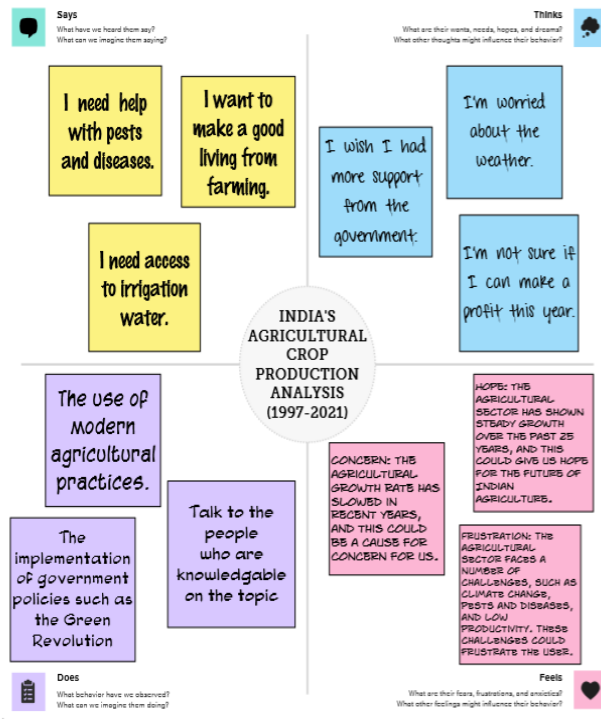 Says
What have we heard them say?
What can we imagine them saying?
Thinks
What are their wants, needs, hopes, and dreams?
What other thoughts might influence their behavior?
I need help
with pests
and diseases.
I want to
make a good
living from
farming.
I need access
to irrigation
water.
I wish I had
more support
from the
government.
I'm worried
about the
weather.
I'm not sure if
I can make a
profit this year.
INDIA'S
AGRICULTURAL
CROP
PRODUCTION
ANALYSIS
(1997-2021)
The use of
modern
agricultural
practices.
The
implementation
of government
policies such as
the Green
Revolution
Talk to the
people
who are
knowledgable
on the topic
CONCERN: THE
AGRICULTURAL
GROWTH RATE HAS
SLOWED IN
RECENT YEARS,
AND THIS COULD
BE A CAUSE FOR
CONCERN FOR US.
HOPE: THE
AGRICULTURAL
SECTOR HAS SHOWN
STEADY GROWTH
OVER THE PAST 25
YEARS, AND THIS
COULD GIVE US HOPE
FOR THE FUTURE OF
INDIAN
AGRICULTURE.
FRUSTRATION: THE
AGRICULTURAL
SECTOR FACES A
NUMBER OF
CHALLENGES, SUCH AS
CLIMATE CHANGE,
PESTS AND DISEASES,
AND LOW
PRODUCTIVITY. THESE
CHALLENGES COULD
FRUSTRATE THE USER.
Does
What behavior have we observed?
What can we imagine them doing?
Feels
What are their fears, frustrations, and anxieties?
What other feelings might influence their behavior?